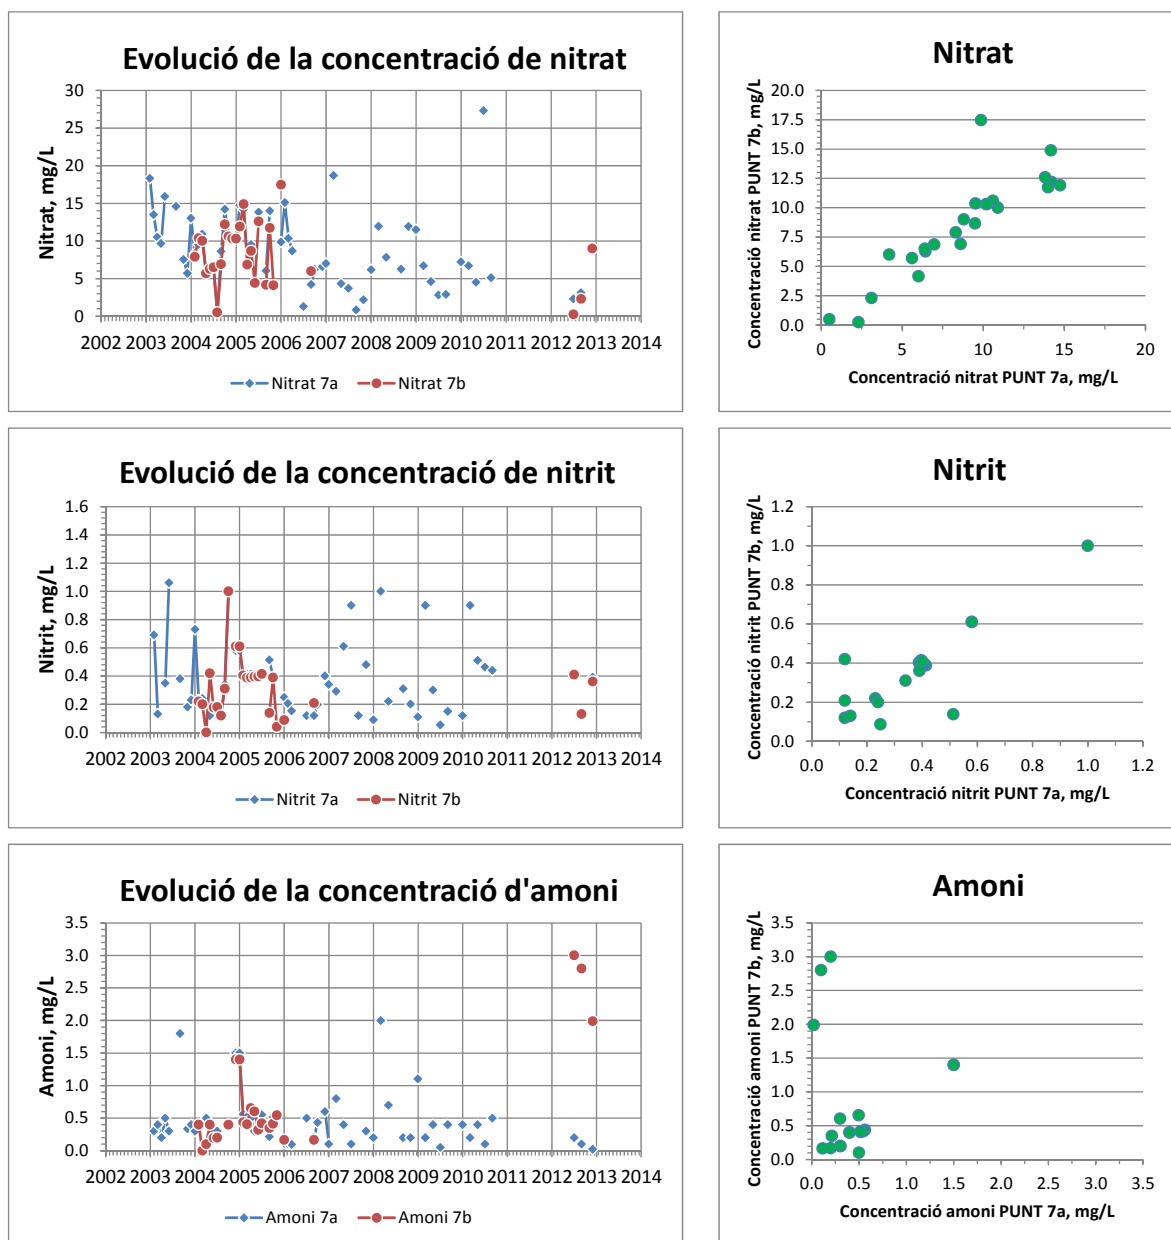 Evolució de la concentració de nitrat
Nitrat, mg/L
30
25
20
15
10
5
0
2002 2003 2004 2005 2006 2007 2008 2009 2010 2011 2012 2013 2014
Nitrat 7a Nitrat 7b
Nitrat
Concentració nitrat PUNT 7b, mg/L
20.0
17.5
15.0
12.5
10.0
7.5
5.0
2.5
0.0
0 5 10 15 20
Concentració nitrat PUNT 7a, mg/L
Evolució de la concentració de nitrit
Nitrit, mg/L
1.6
1.4
1.2
1.0
0.8
0.6
0.4
0.2
0.0
2002 2003 2004 2005 2006 2007 2008 2009 2010 2011 2012 2013 2014
Nitrit 7a Nitrit 7b
Nitrit
Concentració nitrit PUNT 7b, mg/L
1.2
1.0
0.8
0.6
0.4
0.2
0.0
0.0 0.2 0.4 0.6 0.8 1.0 1.2
Concentració nitrit PUNT 7a, mg/L
Evolució de la concentració d'amoni
Amoni, mg/L
3.5
3.0
2.5
2.0
1.5
1.0
0.5
0.0
2002 2003 2004 2005 2006 2007 2008 2009 2010 2011 2012 2013 2014
Amoni 7a Amoni 7b
Amoni
Concentració amoni PUNT 7b, mg/L
3.5
3.0
2.5
2.0
1.5
1.0
0.5
0.0
0.0 0.5 1.0 1.5 2.0 2.5 3.0 3.5
Concentració amoni PUNT 7a, mg/L